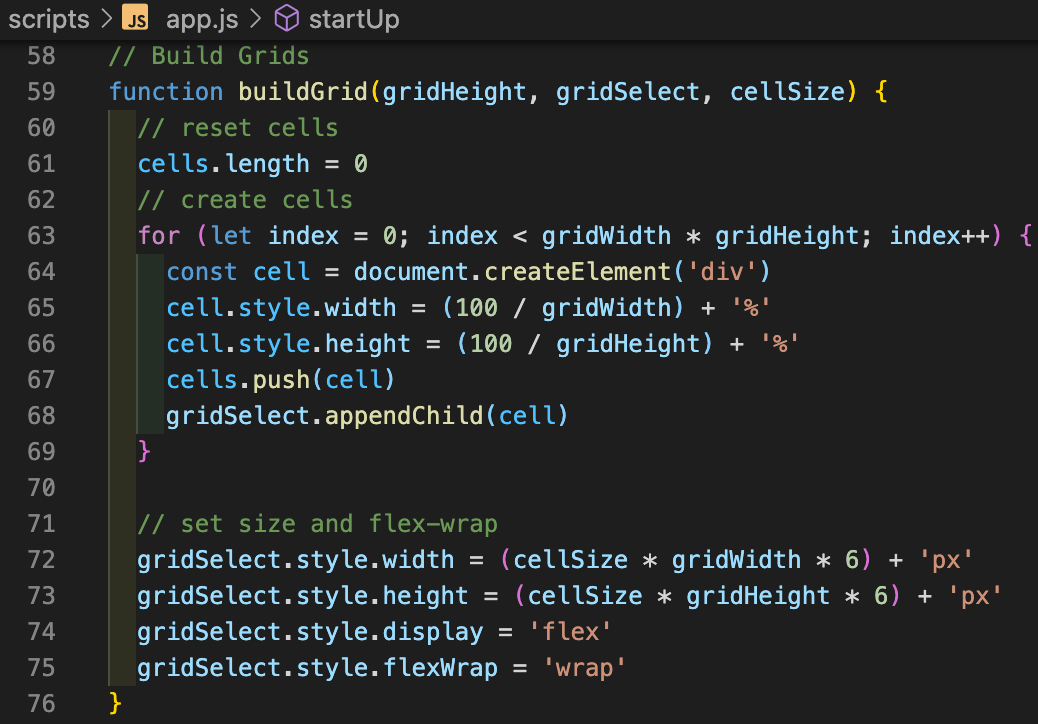 scripts > JS app.js > startUp
58 // Build Grids
59 function buildGrid(gridHeight, gridSelect, cellSize) {
60 // reset cells
61 cells.length = 0
62 // create cells
63 for (let index = 0; index < gridWidth * gridHeight; index++) {
64 const cell = document.createElement('div')
65 cell.style.width = (100 / gridWidth) + '%'
66 cell.style.height = (100 / gridHeight) + '%'
67 cells.push(cell)
68 gridSelect.appendChild(cell)
69 }
70
71 // set size and flex-wrap
72 gridSelect.style.width = (cellSize * gridWidth * 6) + 'px'
73 gridSelect.style.height = (cellSize * gridHeight * 6) + 'px'
74 gridSelect.style.display = 'flex'
75 gridSelect.style.flexWrap = 'wrap'
76 }